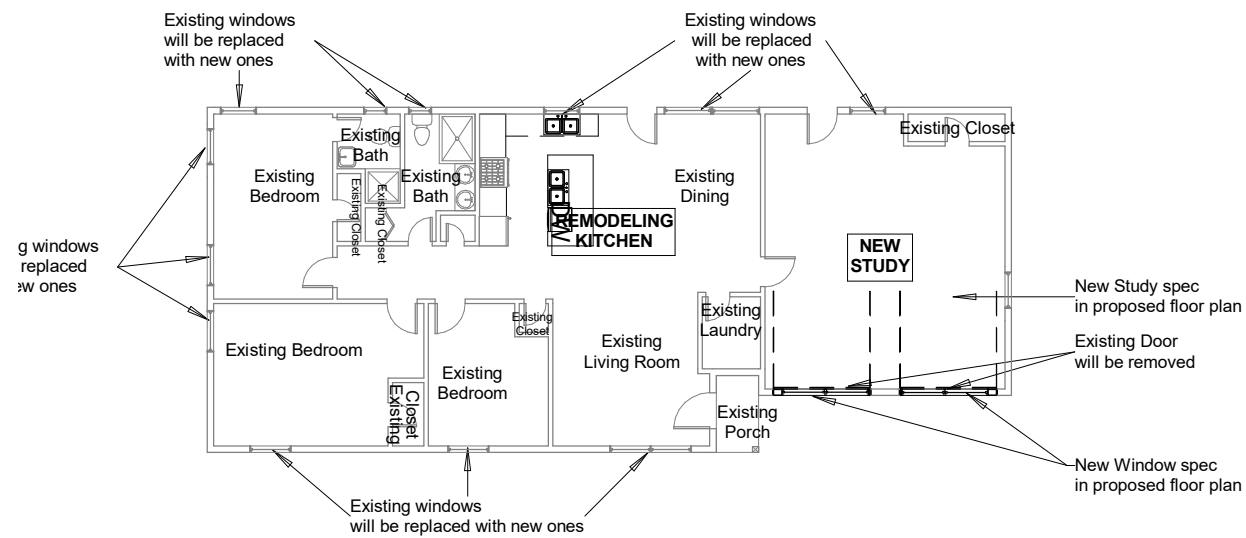 Existing windows
will be replaced
with new ones
Existing windows
will be replaced
with new ones
Existing
Bath
Existing Closet
Existing
Bedroom
Existing
Bath
Existing
Dining
Existing Closet
Existing Closet
DW
REMODELING
KITCHEN
NEW
STUDY
g windows
replaced
ew ones
New Study spec
in proposed floor plan
Existing
Closet
Existing
Laundry
Existing Bedroom
Existing
Living Room
Existing Door
will be removed
Existing
Bedroom
Existing
Closet
Existing
Porch
New Window spec
in proposed floor plan
Existing windows
will be replaced with new ones